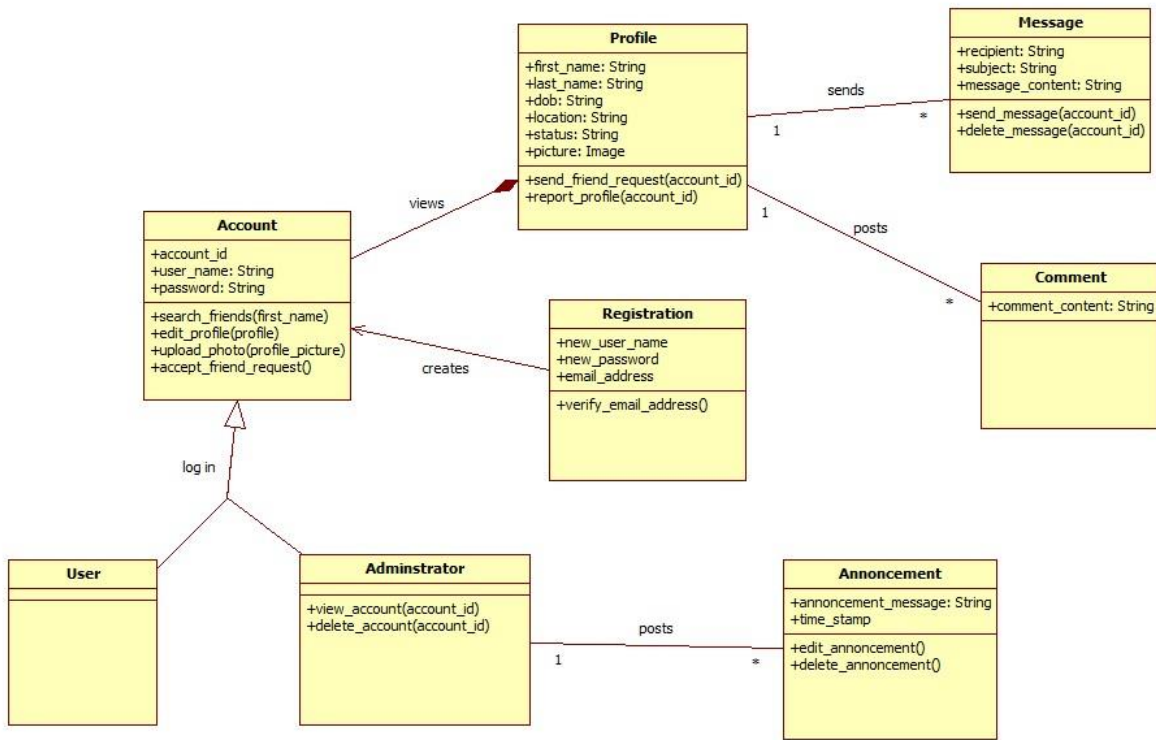 Profile
+first_name: String
+last_name: String
+dob: String
+location: String
+status: String
+picture: Image
+send_friend_request(account_id)
+report_profile(account_id)
Message
+recipient: String
+subject: String
+message_content: String
+send_message(account_id)
+delete_message(account_id)
sends
1
*
views
1
posts
*
Account
+account_id
+user_name: String
+password: String
+search_friends(first_name)
+edit_profile(profile)
+upload_photo(profile_picture)
+accept_friend_request()
Comment
+comment_content: String
Registration
+new_user_name
+new_password
+email_address
+verify_email_address()
creates
log in
User
Adminstrator
+view_account(account_id)
+delete_account(account_id)
posts
1
*
Annoncement
+annoncement_message: String
+time_stamp
+edit_annoncement()
+delete_annoncement()